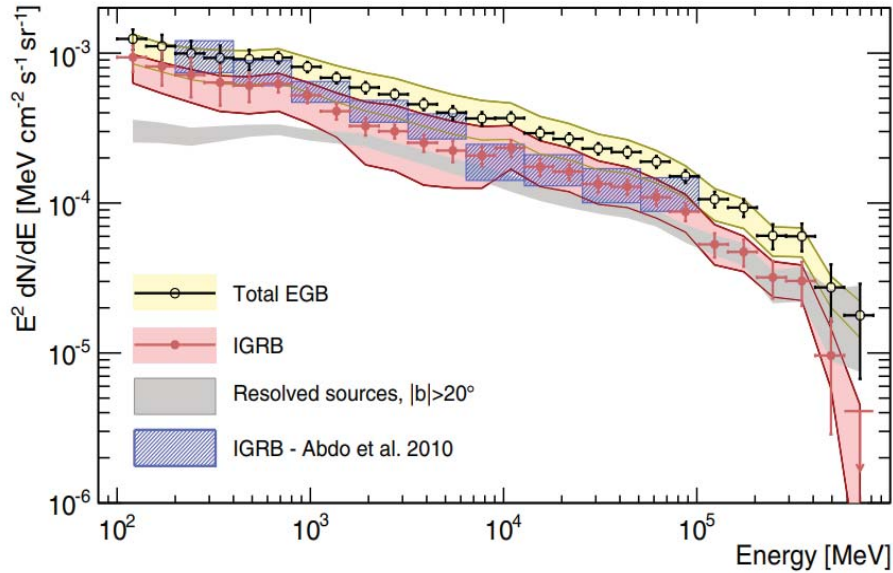 E² dN/dE [MeV cm⁻² s⁻¹ sr⁻¹]
10⁻³
10⁻⁴
10⁻⁵
10⁻⁶
Total EGB
IGRB
Resolved sources, |b|>20°
IGRB - Abdo et al. 2010
10² 10³ 10⁴ 10⁵
Energy [MeV]